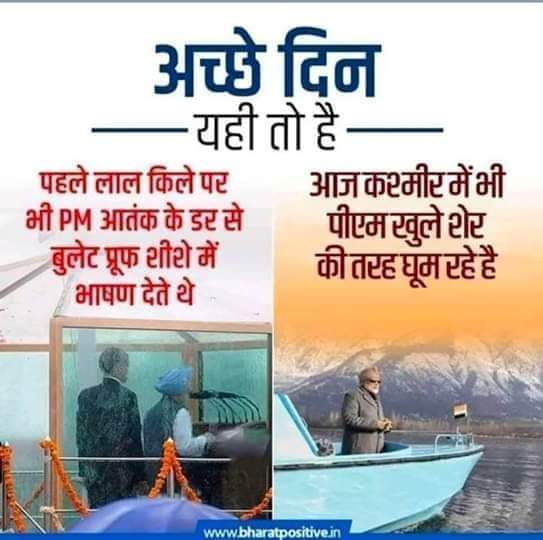 अच्छे दिन
यही तो है
पहले लाल किले पर
भी PM आतंक के डर से
बुलेट प्रूफ शीशे में
भाषण देते थे
आज कश्मीर में भी
पीएम खुले शेर
की तरह घूम रहे है
www.bharatpositive.in